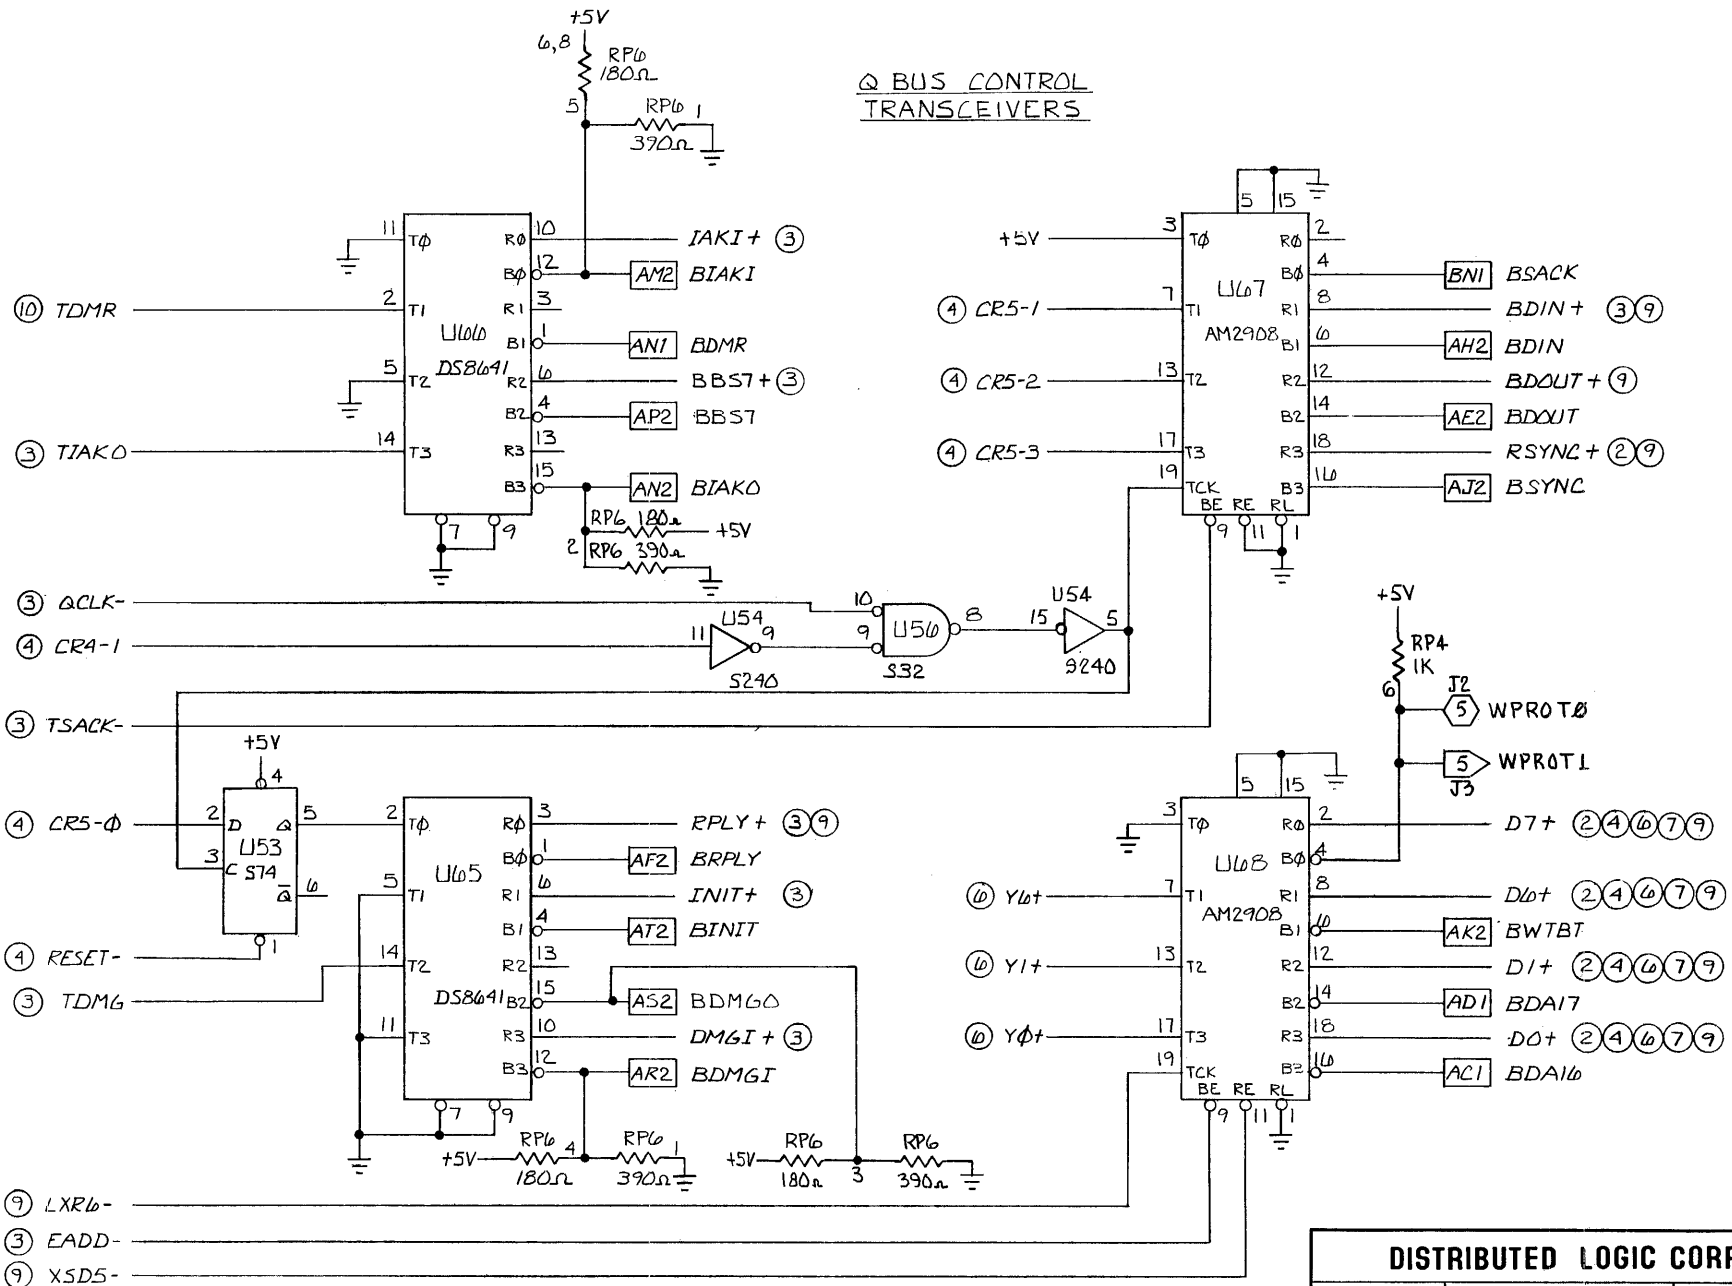 +5V
6,8
RP6
180Ω
5
RP6
1
390Ω
Q BUS CONTROL
TRANSCEIVERS
11
TØ
RØ
10
IAKI+ 3
BØ
12
AM2 BIAKI
10 TDMR
2
T1
R1
3
U66
B1
1
AN1 BDMR
DS8641
5
T2
R2
6
BBS7+ 3
B2
4
AP2 BBS7
3 TIAKO
14
T3
R3
13
B3
15
AN2 BIAKO
7
9
RP6 180Ω
+5V
2
RP6 390Ω
5
15
+5V
3
TØ
RØ
2
BØ
4
BN1 BSACK
U67
4 CR5-1
7
T1
R1
8
BDIN+ 3 9
AM2908
B1
6
AH2 BDIN
4 CR5-2
13
T2
R2
12
BDOUT+ 9
B2
14
AE2 BDOUT
4 CR5-3
17
T3
R3
18
RSYNC+ 2 9
19
TCK
B3
16
AJ2 BSYNC
BE
RE
RL
9
11
1
3 QCLK-
10
4 CR4-1
11
U54
9
S240
9
U56
S32
8
15
U54
5
S240
3 TSACK-
+5V
RP4
1K
6
J2
5
WPROTØ
5
WPROT1
J3
+5V
4
4 CR5-Ø
2
D
Q
5
U53
S74
3
C
Q
6
1
4 RESET-
3 TDMG
2
TØ
RØ
3
RPLY+ 3 9
BØ
1
AF2 BRPLY
U65
5
T1
R1
6
INIT+ 3
B1
4
AT2 BINIT
14
T2
R2
13
DS8641
B2
15
AS2 BDMGO
11
T3
R3
10
DMGI+ 3
B3
12
AR2 BDMGI
7
9
+5V
RP6
180Ω
4
RP6
390Ω
1
+5V
RP6
180Ω
3
RP6
390Ω
5
15
3
TØ
RØ
2
D7+ 2 4 6 7 9
BØ
4
U68
6 Y6+
7
T1
R1
8
D6+ 2 4 6 7 9
AM2908
B1
6
AK2 BWTBT
6 Y1+
13
T2
R2
12
D1+ 2 4 6 7 9
B2
14
AD1 BDA17
6 YØ+
17
T3
R3
18
DO+ 2 4 6 7 9
19
TCK
B3
16
AC1 BDA16
BE
RE
RL
9
11
1
9 LXR6-
3 EADD-
9 XSD5-
DISTRIBUTED LOGIC CORP